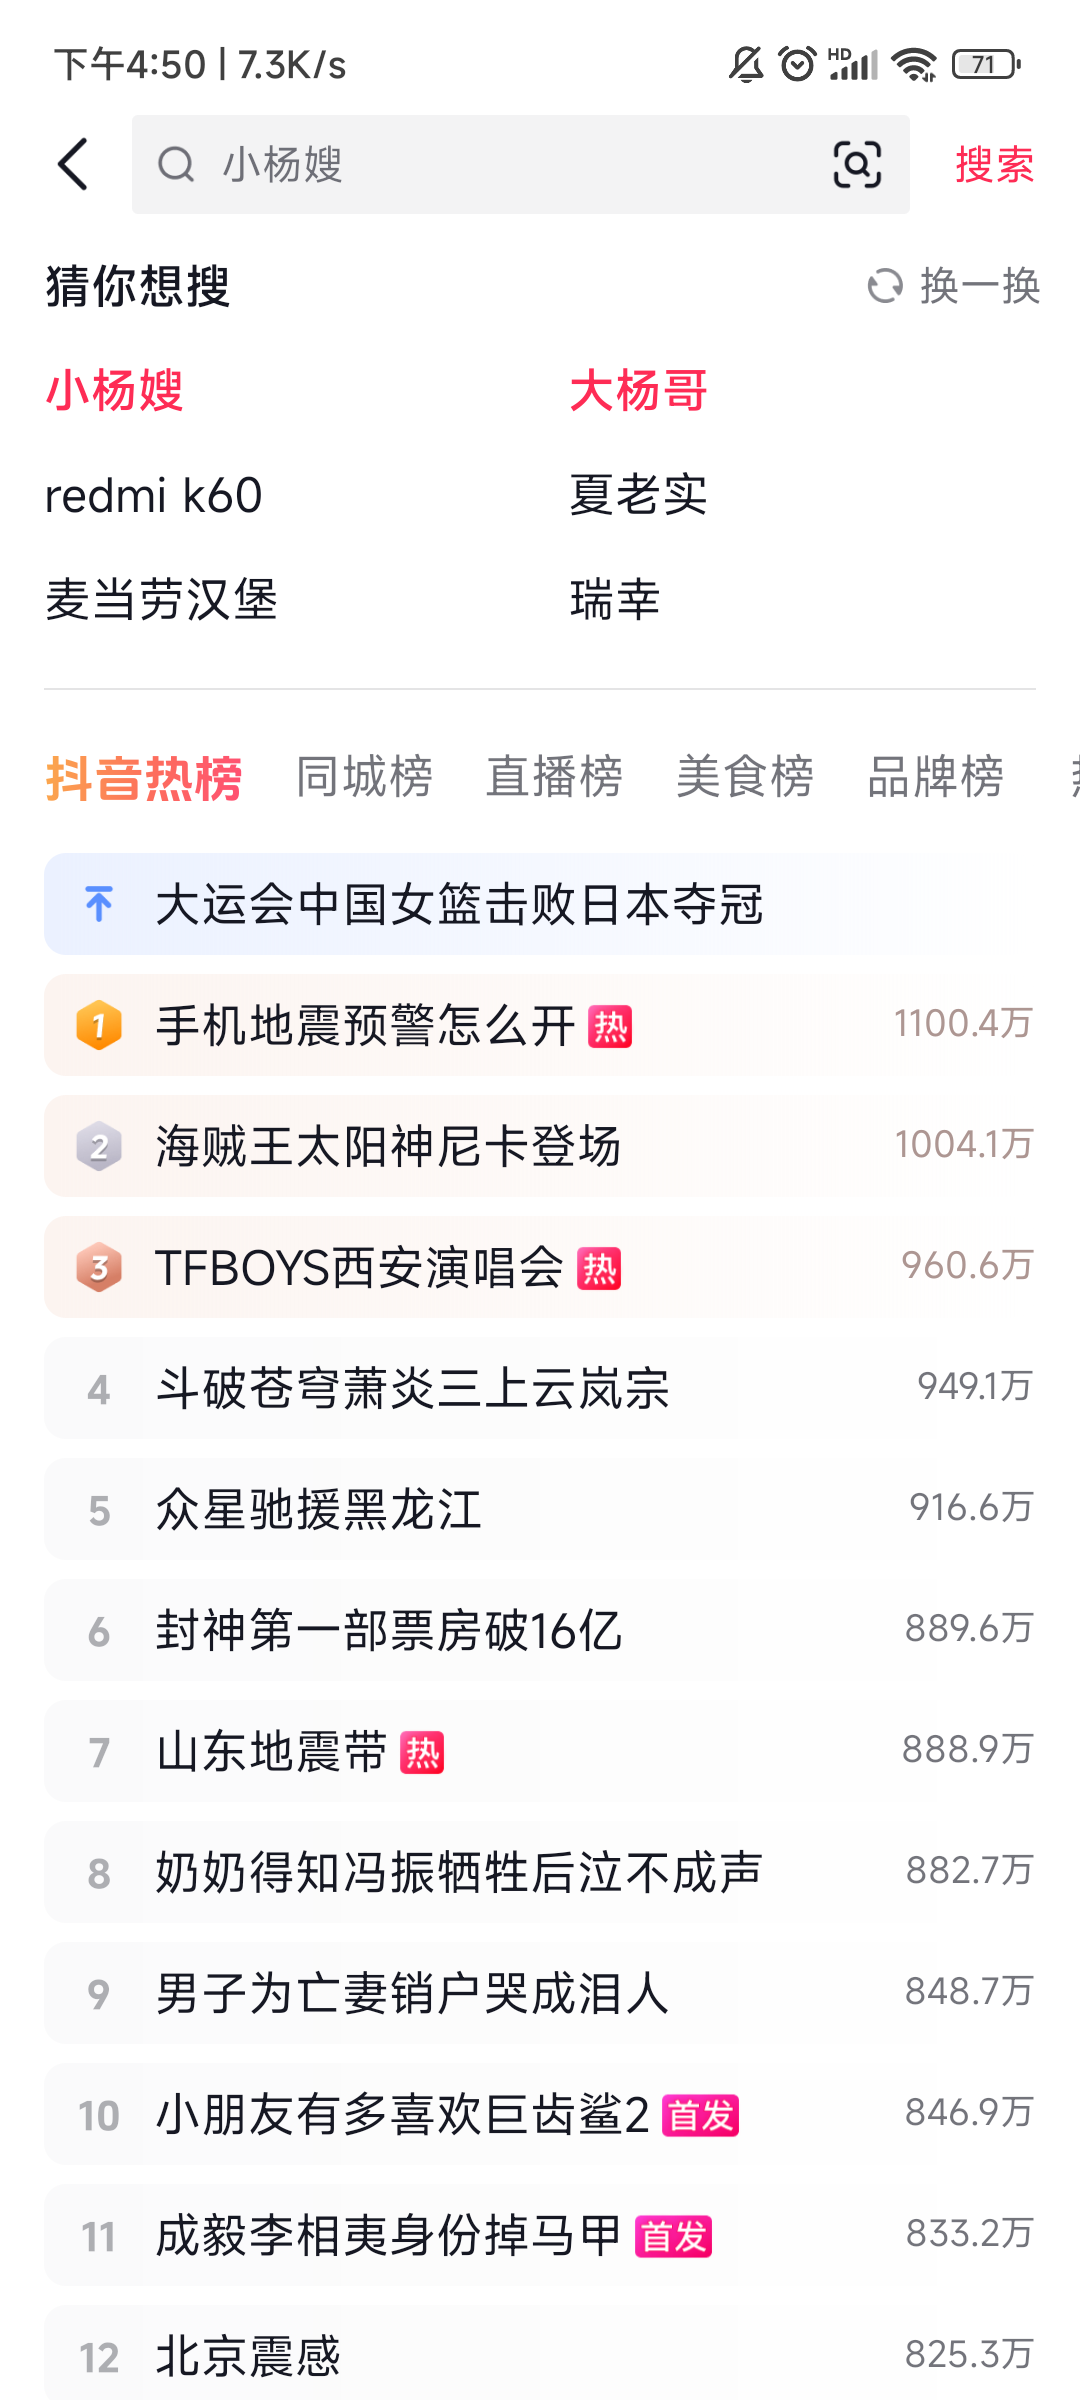 下午4:50 | 7.3K/s HD 71
小杨嫂 搜索
猜你想搜 换一换
小杨嫂 大杨哥
redmi k60 夏老实
麦当劳汉堡 瑞幸
抖音热榜 同城榜 直播榜 美食榜 品牌榜
大运会中国女篮击败日本夺冠
1 手机地震预警怎么开 热 1100.4万
2 海贼王太阳神尼卡登场 1004.1万
3 TFBOYS西安演唱会 热 960.6万
4 斗破苍穹萧炎三上云岚宗 949.1万
5 众星驰援黑龙江 916.6万
6 封神第一部票房破16亿 889.6万
7 山东地震带 热 888.9万
8 奶奶得知冯振牺牲后泣不成声 882.7万
9 男子为亡妻销户哭成泪人 848.7万
10 小朋友有多喜欢巨齿鲨2 首发 846.9万
11 成毅李相夷身份掉马甲 首发 833.2万
12 北京震感 825.3万